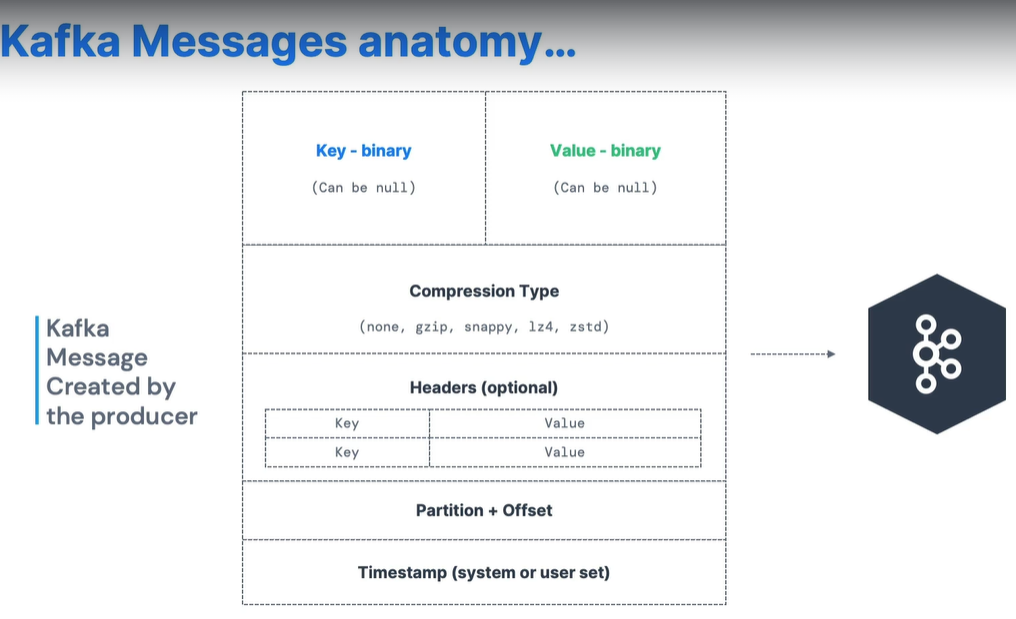 Kafka Messages anatomy...
Key - binary
Value - binary
(Can be null)
(Can be null)
Compression Type
(none, gzip, snappy, lz4, zstd)
Kafka
Message
Created by
the producer
Headers (optional)
Key
Value
Key
Value
Partition + Offset
Timestamp (system or user set)